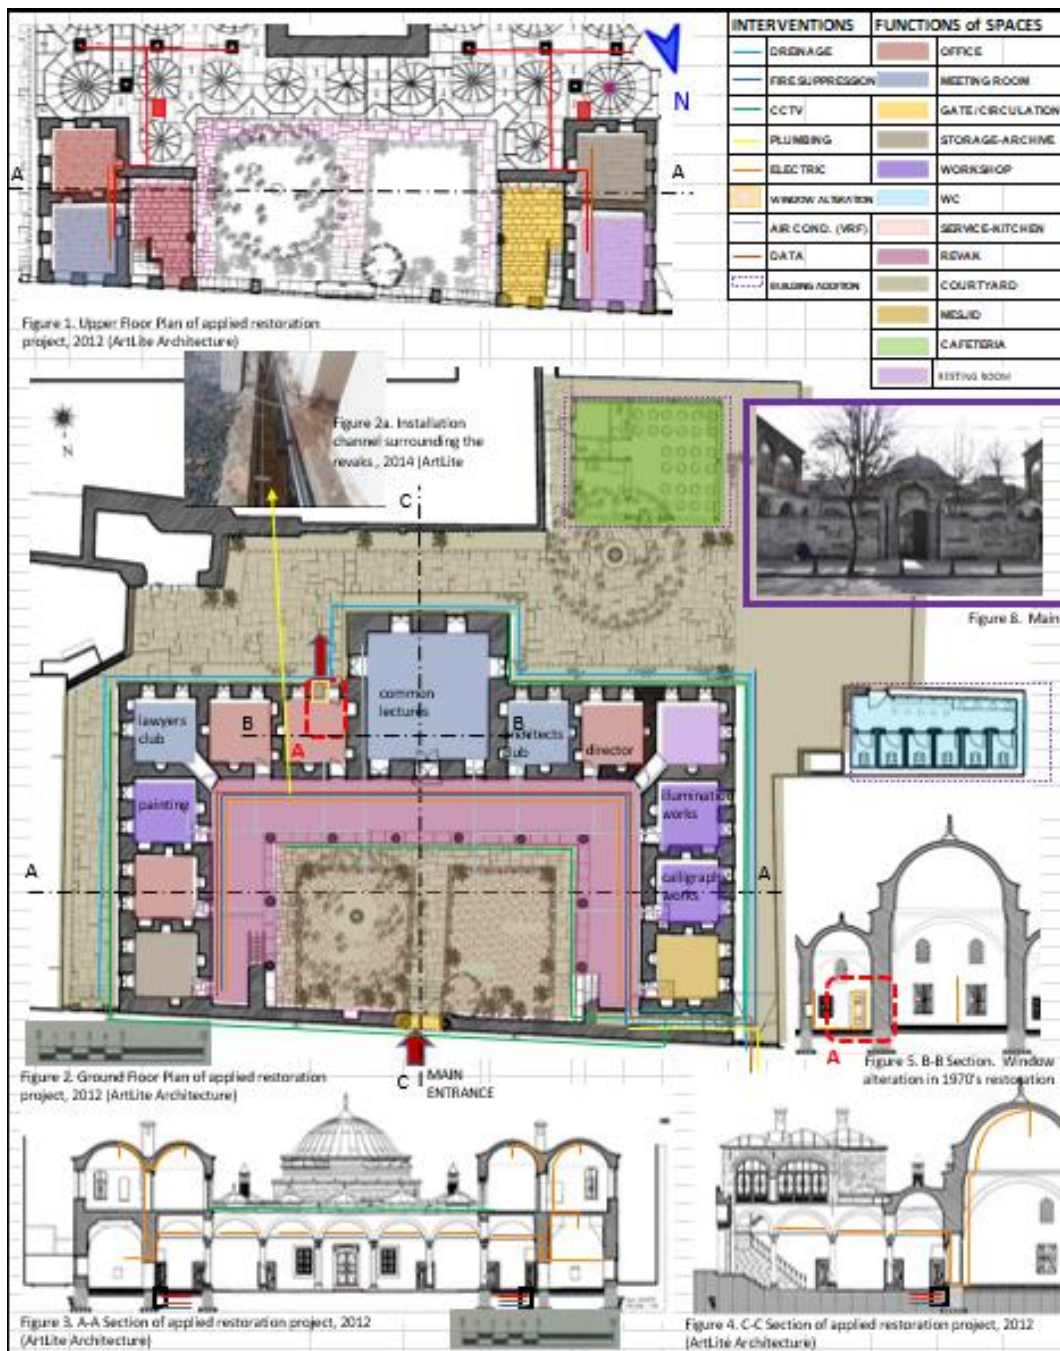 INTERVENTIONS
FUNCTIONS of SPACES
DREINAGE
OFFICE
FIRE SUPPRESSION
MEETING ROOM
CCTV
GATE/CIRCULATION
PLUMBING
STORAGE-ARCHIVE
ELECTRIC
WORKSHOP
WINDOW ALTERATION
WC
AIR COND. (VRF)
SERVICE-KITCHEN
DATA
REVAK
BUILDING ADDITION
COURTYARD
MESJID
CAFETERIA
RESTING ROOM
N
A
A
Figure 1. Upper Floor Plan of applied restoration
project, 2012 (ArtLite Architecture)
N
Figure 2a. Installation
channel surrounding the
revaks , 2014 (ArtLite
C
Figure 8. Main
lawyers
club
B
A
common
lectures
B
club
director
painting
illumination
works
A
calligraphy
works
A
C
MAIN
ENTRANCE
Figure 2. Ground Floor Plan of applied restoration
project, 2012 (ArtLite Architecture)
A
Figure 5. B-B Section. Window
alteration in 1970's restoration
Figure 3. A-A Section of applied restoration project, 2012
(ArtLite Architecture)
Figure 4. C-C Section of applied restoration project, 2012
(ArtLite Architecture)